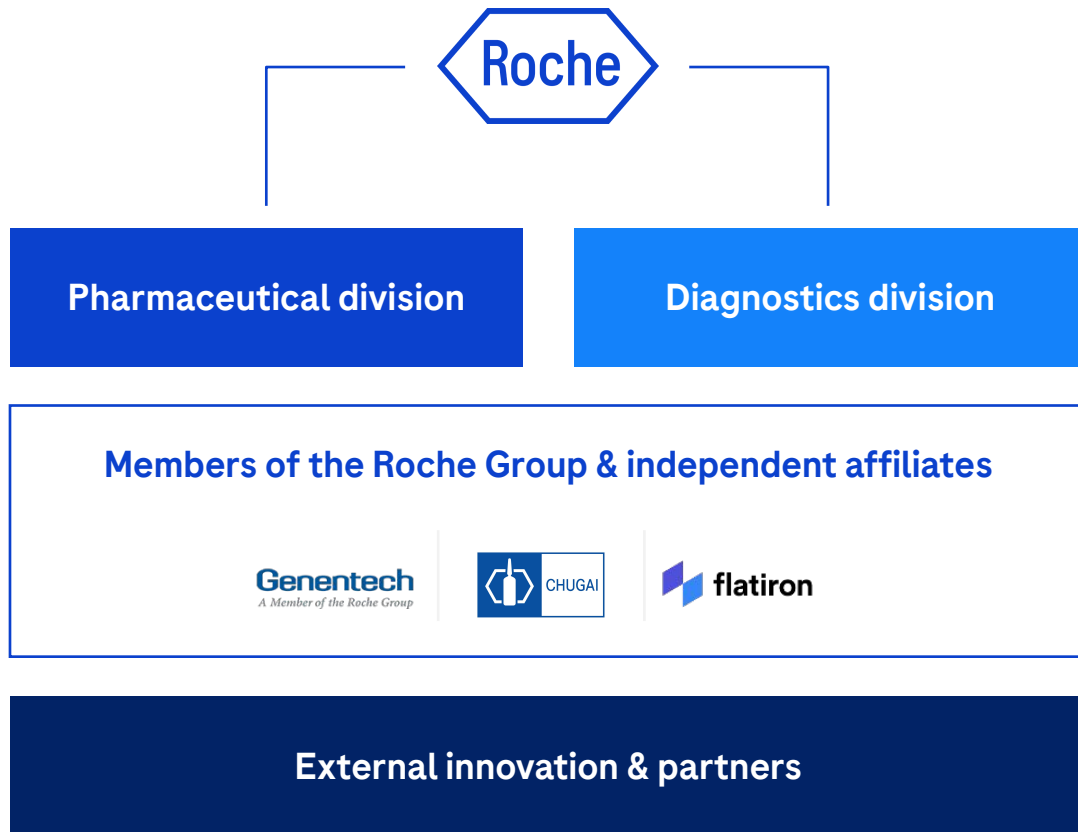 Roche
Pharmaceutical division
Diagnostics division
Members of the Roche Group & independent affiliates
Genentech
A Member of the Roche Group
CHUGAI
flatiron
External innovation & partners